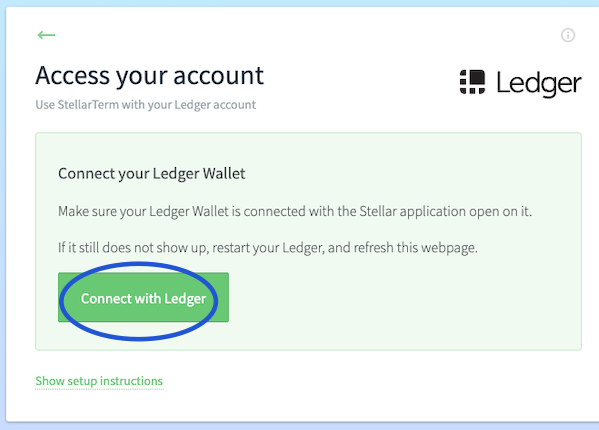 Access your account
Ledger
Use StellarTerm with your Ledger account
Connect your Ledger Wallet
Make sure your Ledger Wallet is connected with the Stellar application open on it.
If it still does not show up, restart your Ledger, and refresh this webpage.
Connect with Ledger
Show setup instructions